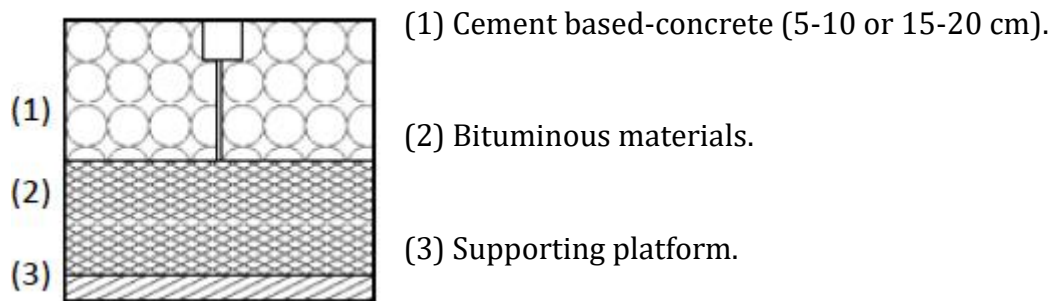 (1) Cement based-concrete (5-10 or 15-20 cm).
(1)
(2) Bituminous materials.
(2)
(3) Supporting platform.
(3)